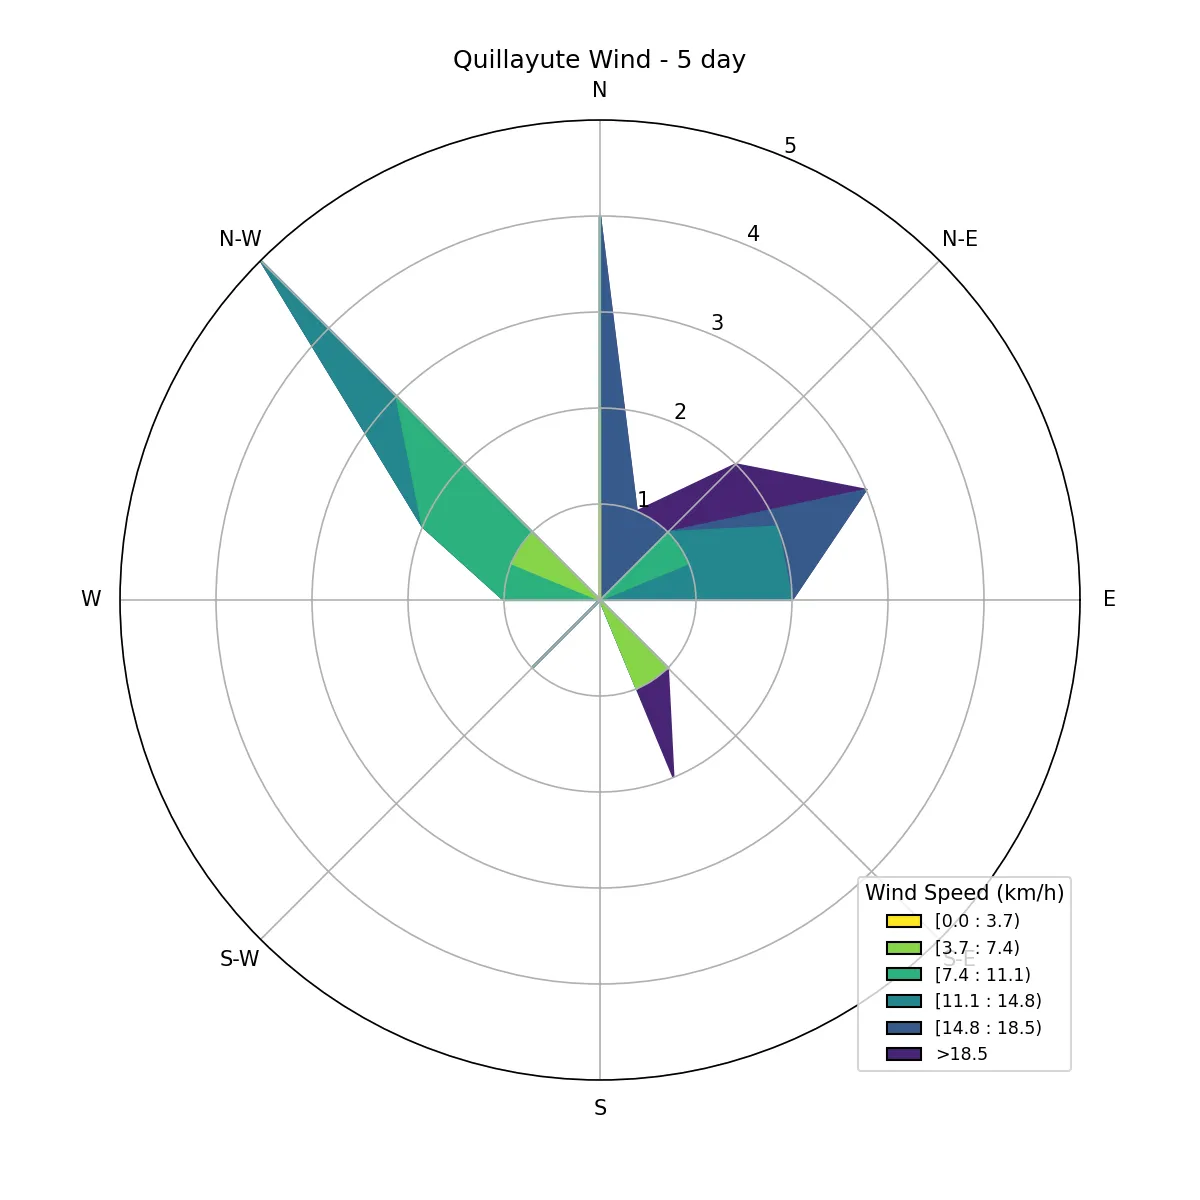 Quillayute Wind - 5 day
N
5
N-W
4
N-E
3
2
1
W
E
Wind Speed (km/h)
[0.0 : 3.7)
[3.7 : 7.4)
S-W
S-E
[7.4 : 11.1)
[11.1 : 14.8)
[14.8 : 18.5)
>18.5
S